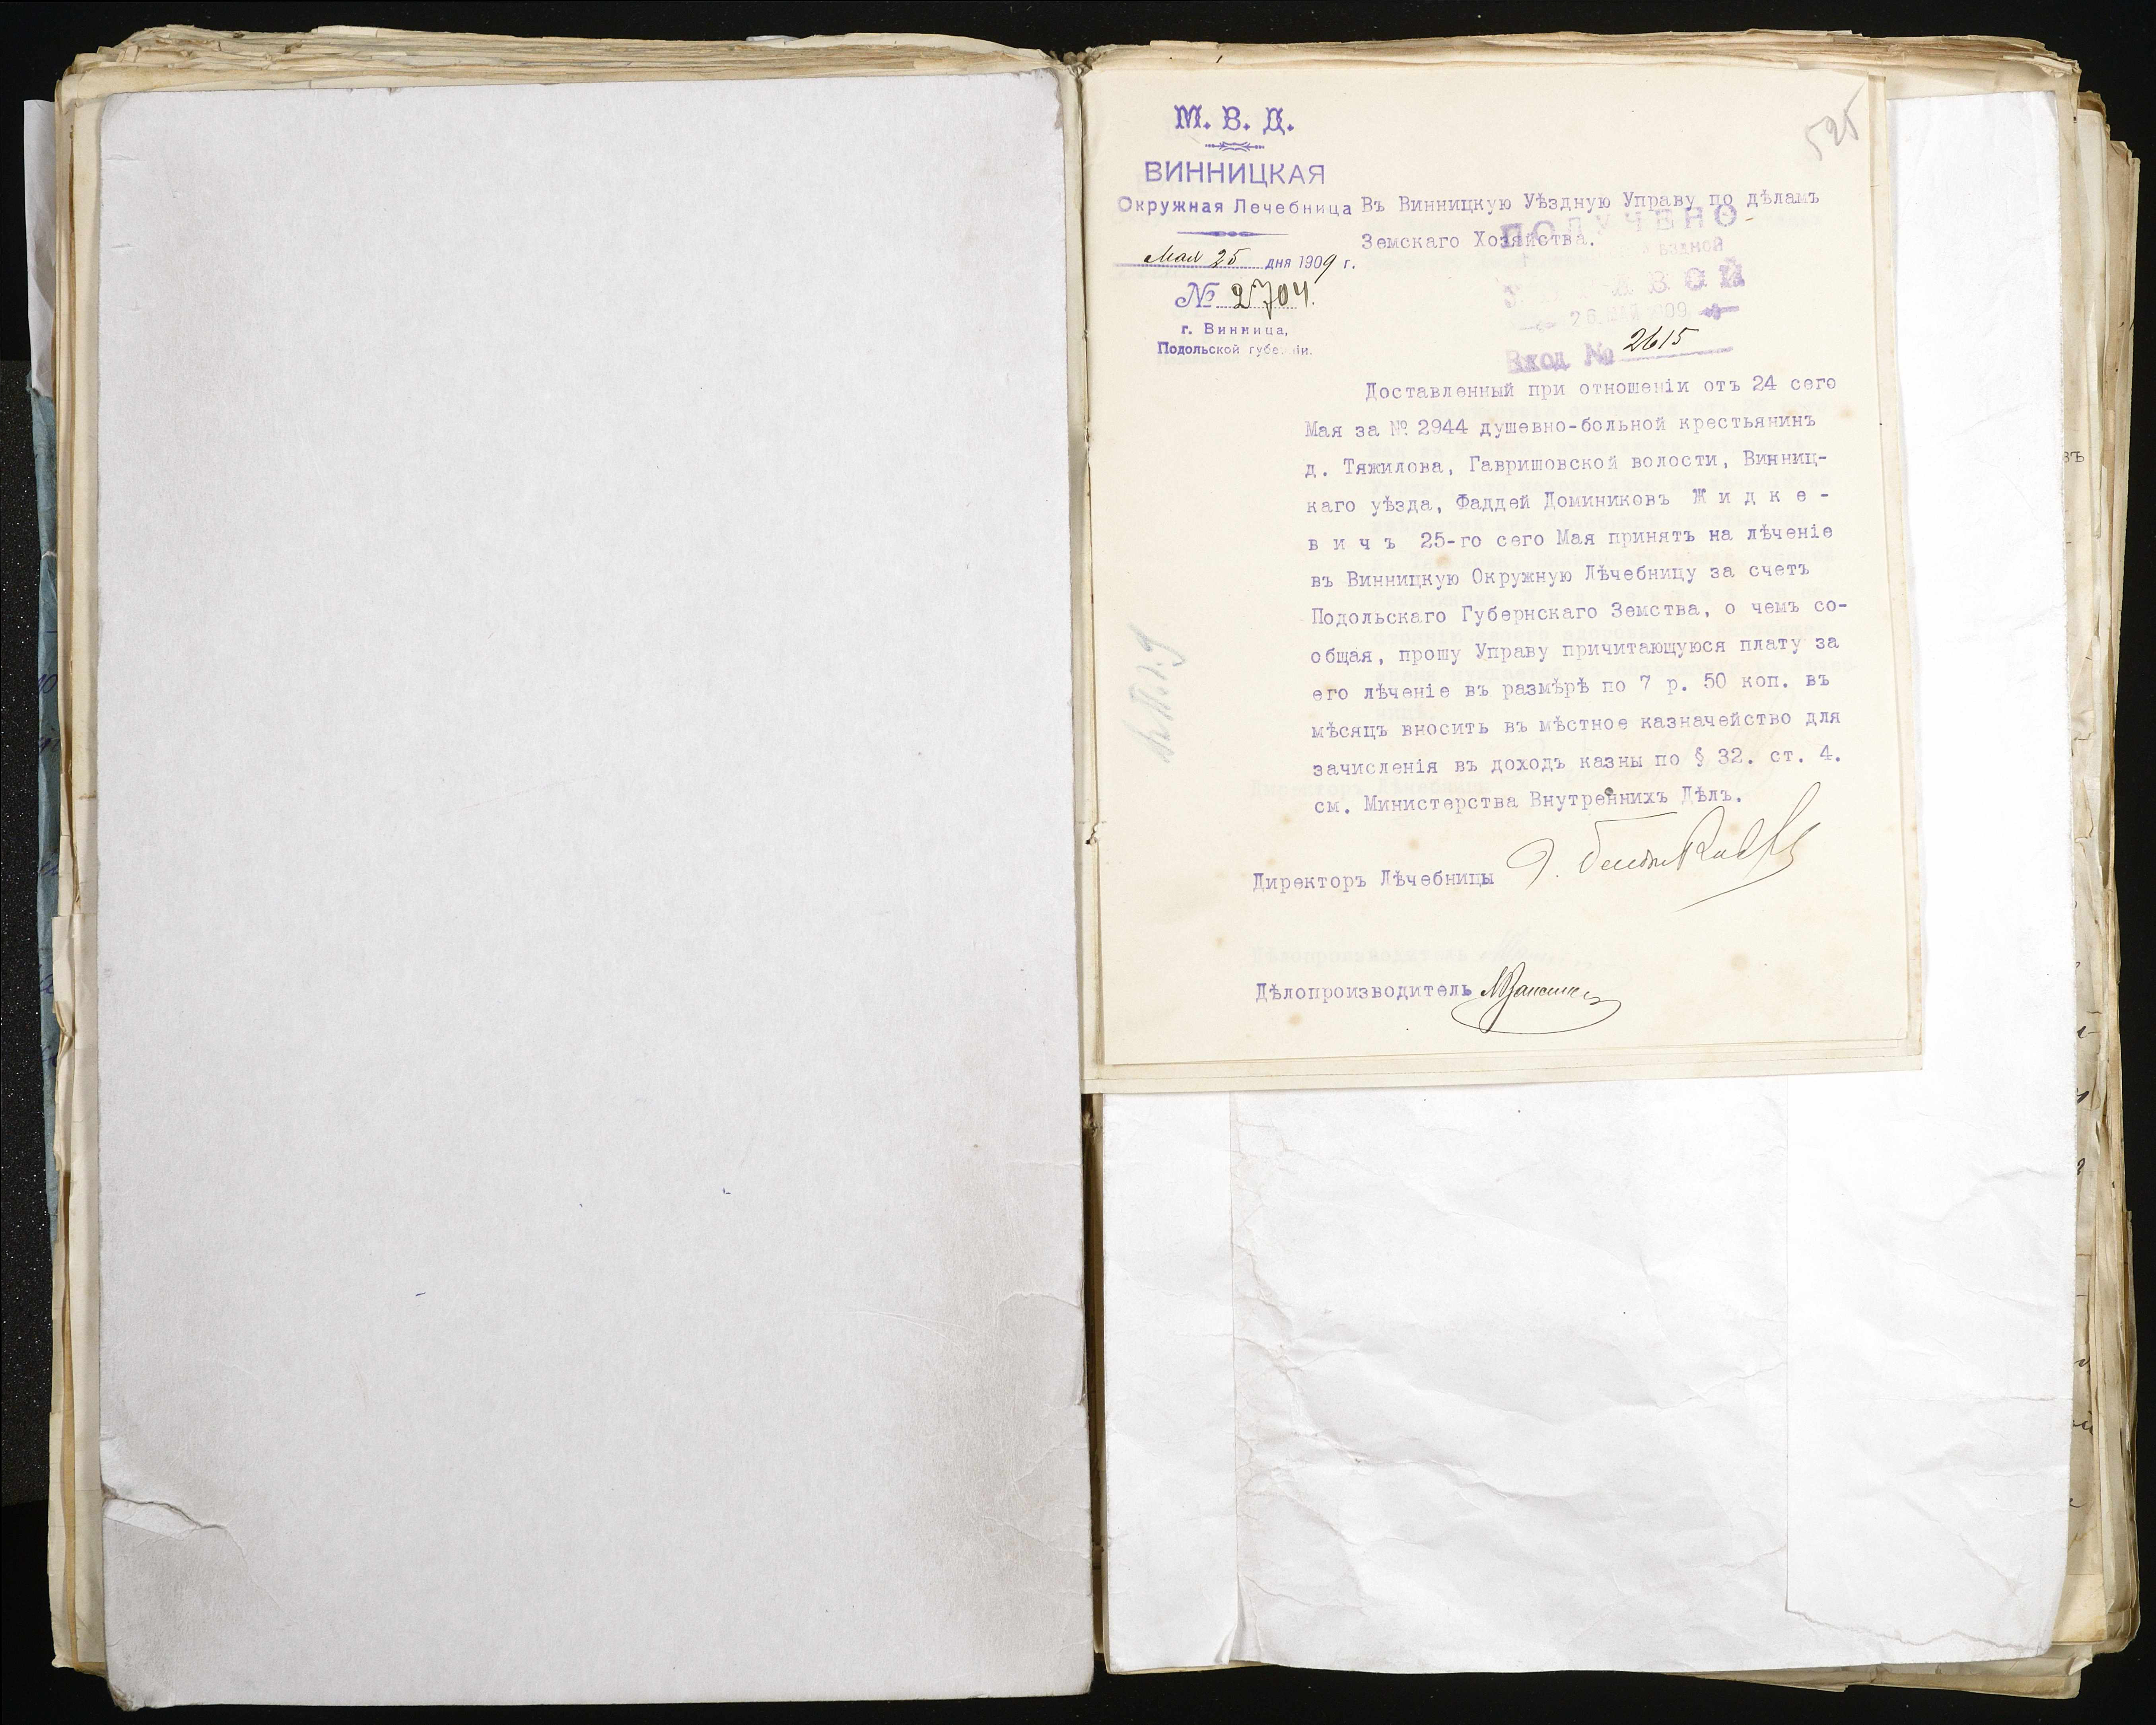 525
М. В. Д.
ВИННИЦКАЯ
Окружная Лечебница
Мая 25 дня 1909 г.
№ 2704.
г. Винница,
Подольской губерніи.
Въ Винницкую Уѣздную Управу по дѣламъ
Земскаго Хозяйства.
ПОЛУЧЕНО
26 МАЙ 1909
Вход № 2615
Доставленный при отношеніи отъ 24 сего
Мая за № 2944 душевно-больной крестьянинъ
д. Тяжилова, Гавришовской волости, Винниц-
каго уѣзда, Фаддей Доминиковъ Ж и д к е -
в и ч ъ 25-го сего Мая принятъ на лѣченіе
въ Винницкую Окружную Лѣчебницу за счетъ
Подольскаго Губернскаго Земства, о чемъ со-
общая, прошу Управу причитающуюся плату за
его лѣченіе въ размѣрѣ по 7 р. 50 коп. въ
мѣсяцъ вносить въ мѣстное казначейство для
зачисленія въ доходъ казны по § 32. ст. 4.
см. Министерства Внутреннихъ Дѣлъ.
Директоръ Лѣчебницы
Дѣлопроизводитель